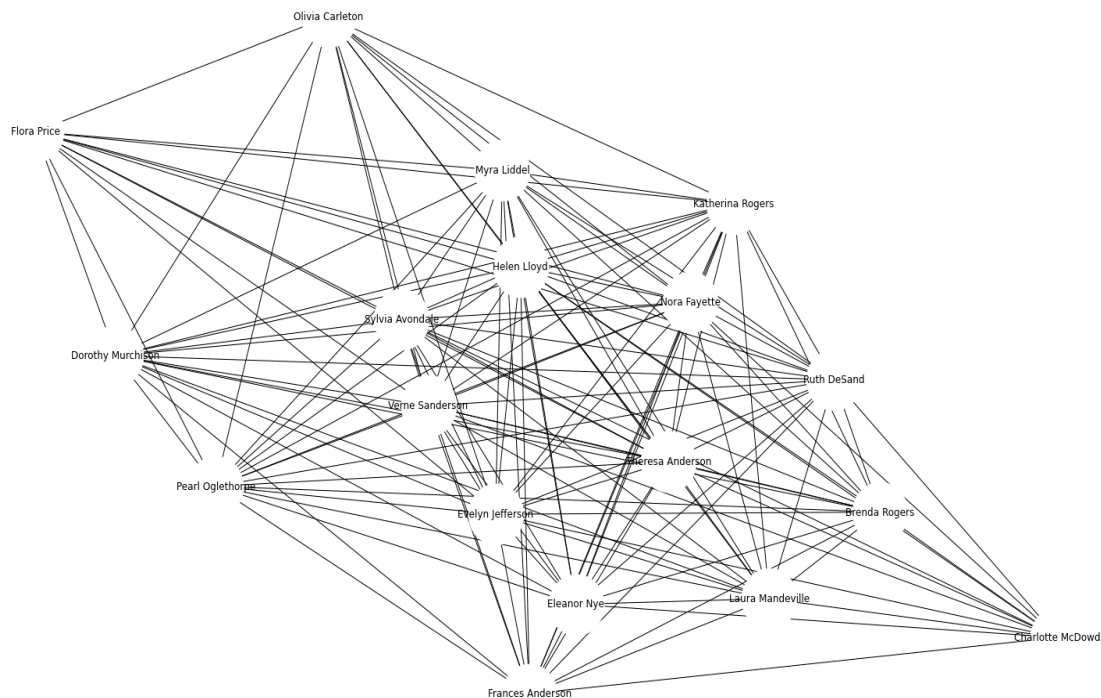 Olivia Carleton
Flora Price
Myra Liddel
Katherina Rogers
Helen Lloyd
Nora Fayette
Sylvia Avondale
Dorothy Murchison
Ruth DeSand
Verne Sanderson
Theresa Anderson
Pearl Oglethorpe
Evelyn Jefferson
Brenda Rogers
Laura Mandeville
Eleanor Nye
Charlotte McDowd
Frances Anderson